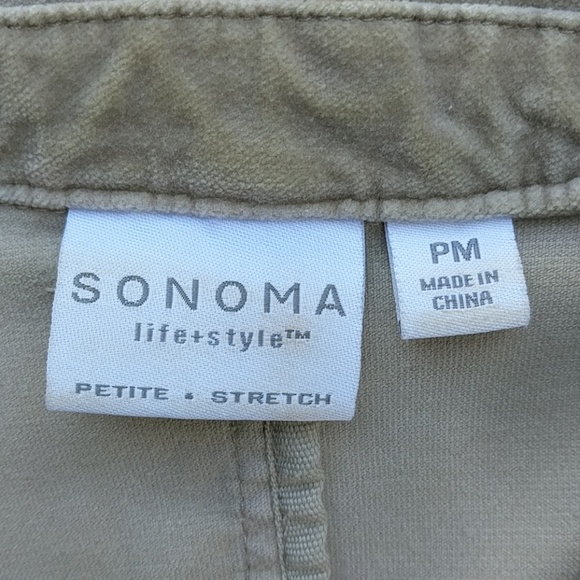 SONOMA
life+style™
PETITE • STRETCH
PM
MADE IN
CHINA